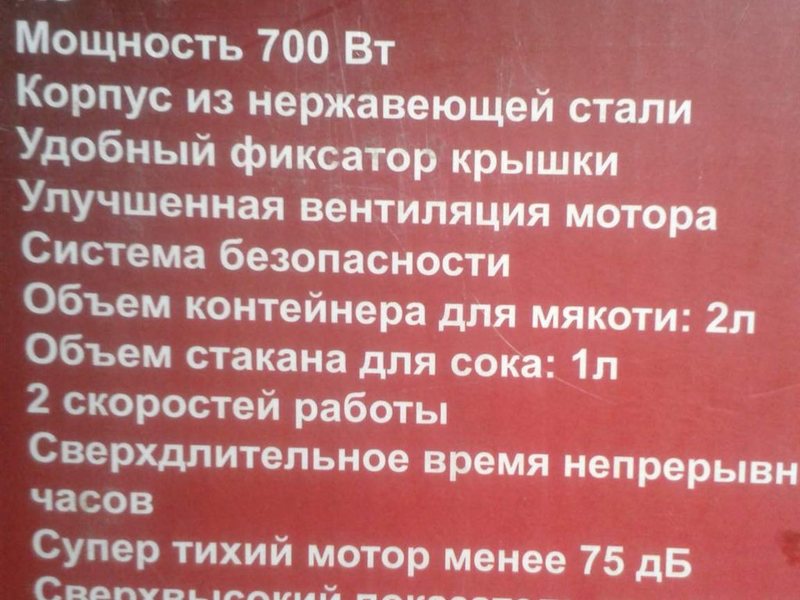 Мощность 700 Вт
Корпус из нержавеющей стали
Удобный фиксатор крышки
Улучшенная вентиляция мотора
Система безопасности
Объем контейнера для мякоти: 2л
Объем стакана для сока: 1л
2 скоростей работы
Сверхдлительное время непрерывн
часов
Супер тихий мотор менее 75 дБ
Сверхвысокий